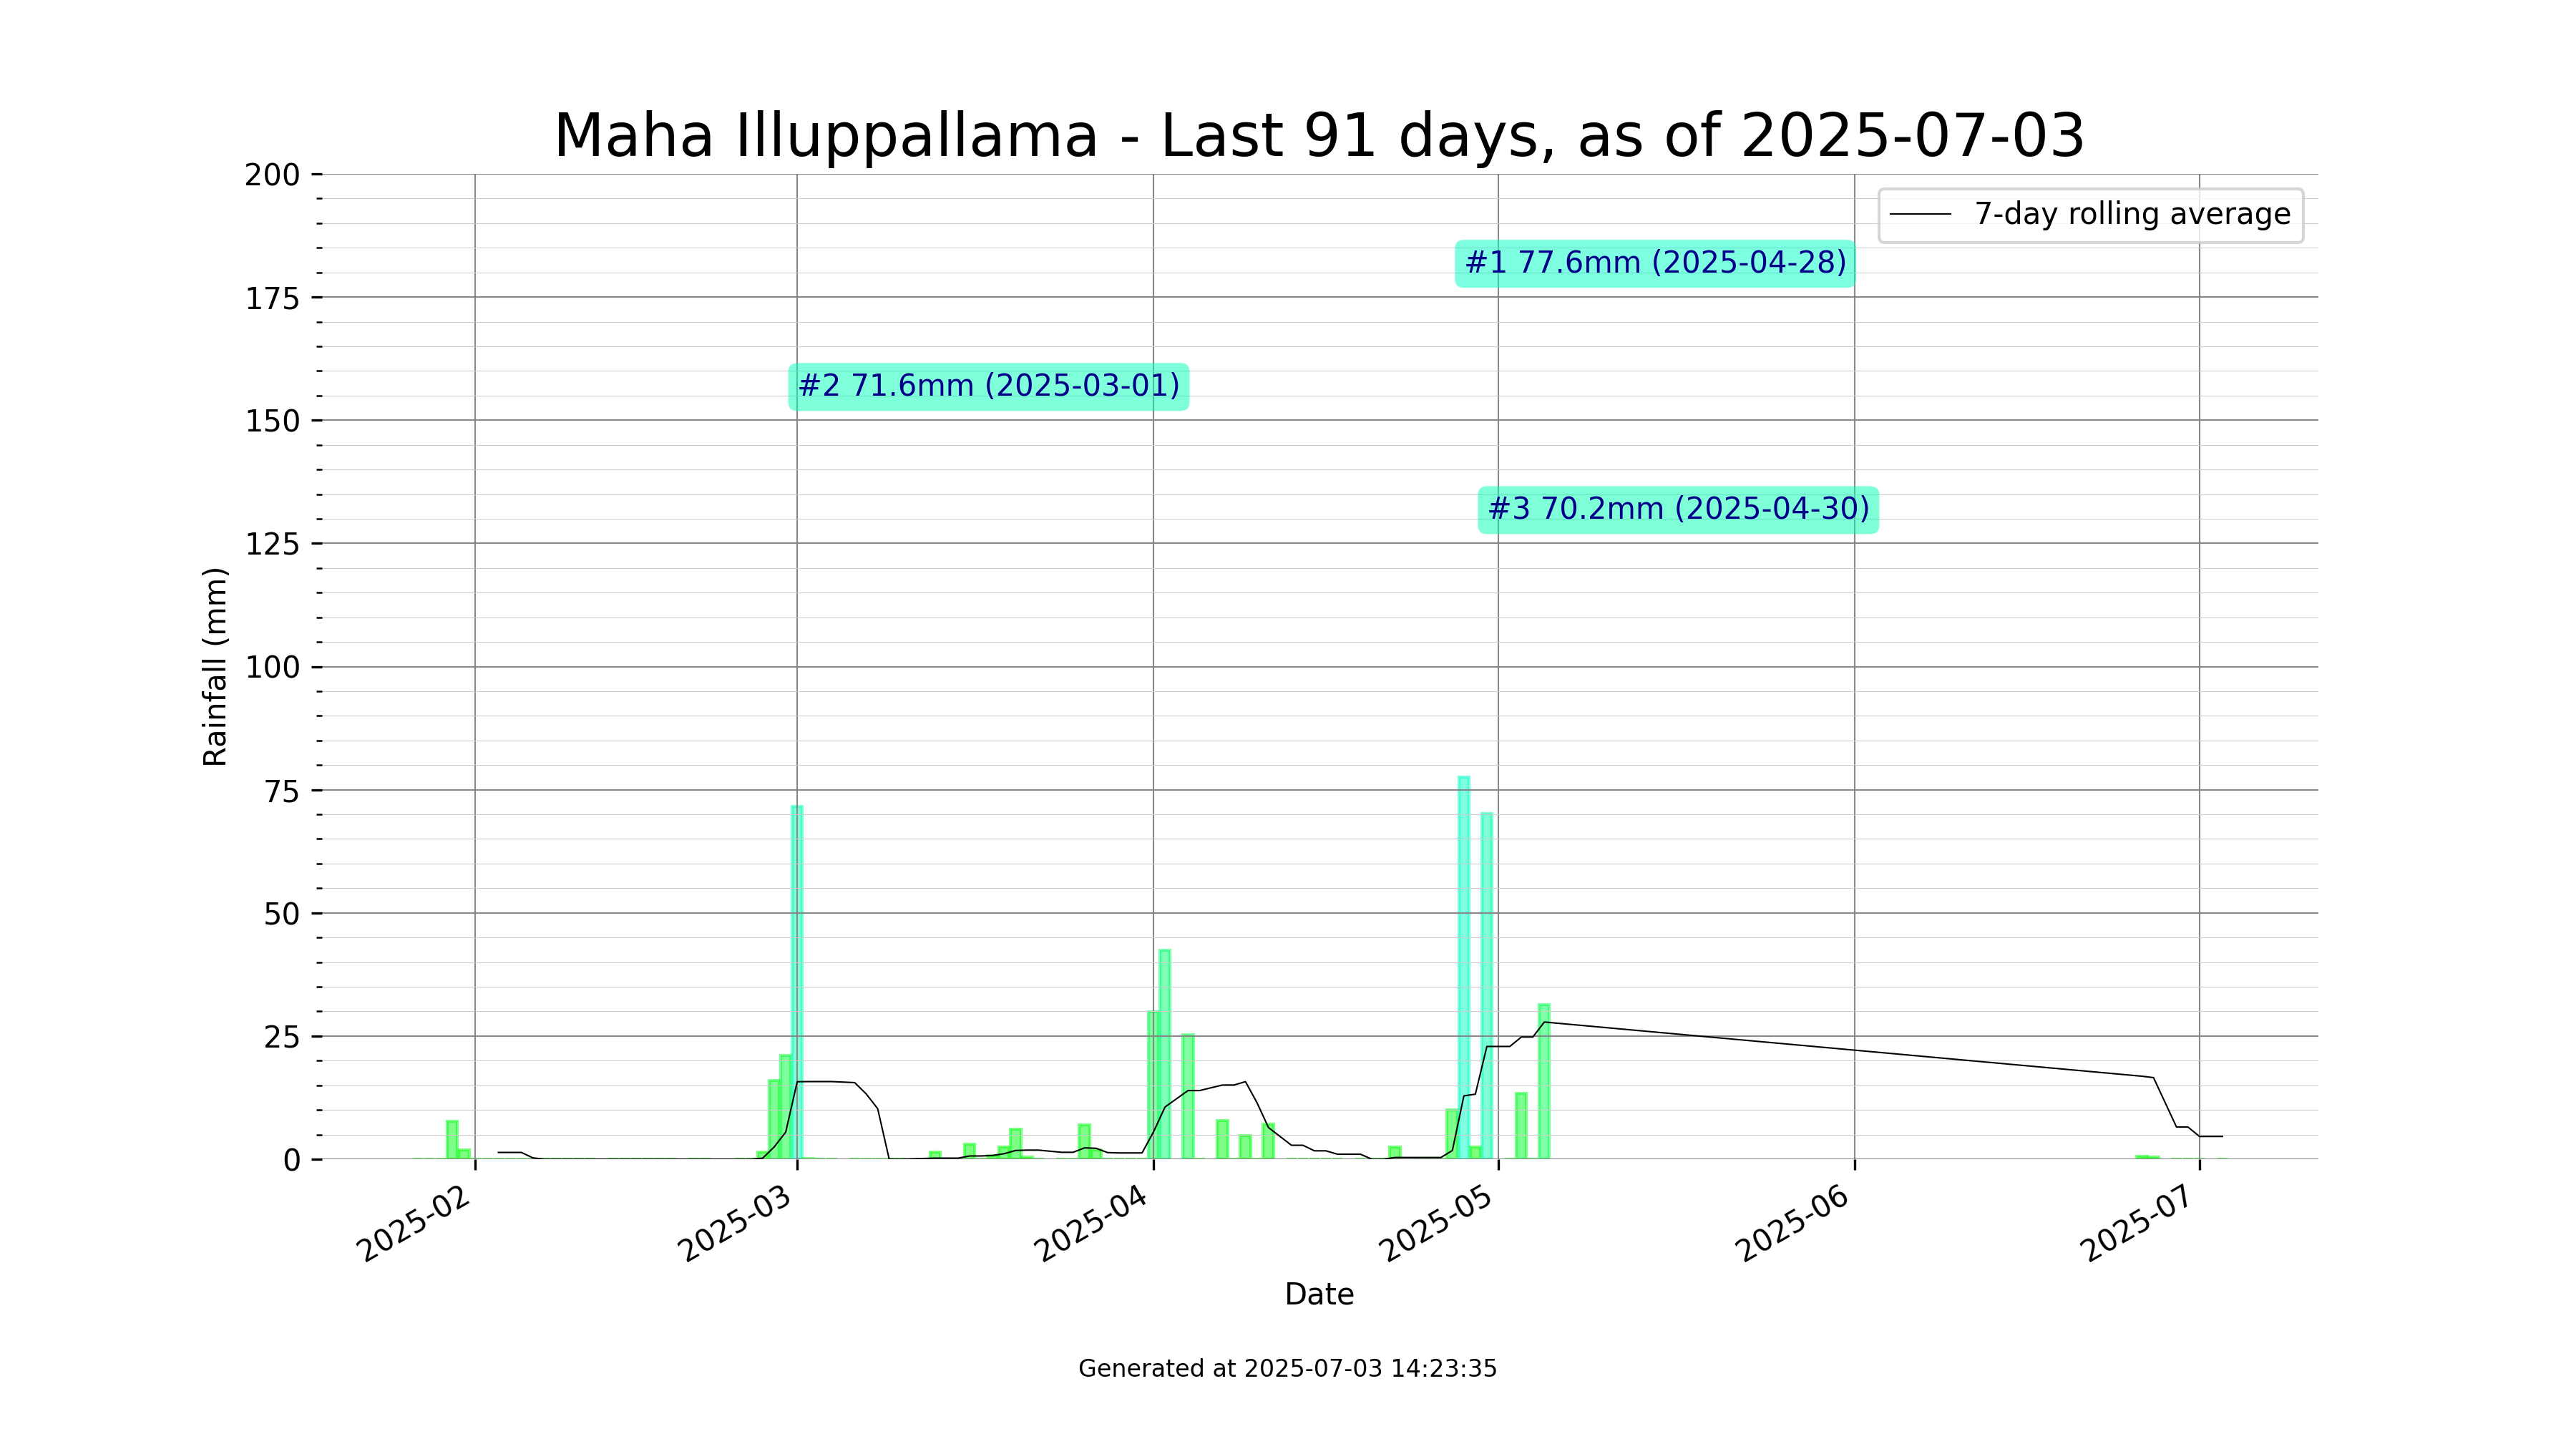 Maha Illuppallama - Last 91 days, as of 2025-07-03
200
175
150
125
100
75
50
25
0
Rainfall (mm)
7-day rolling average
#1 77.6mm (2025-04-28)
#2 71.6mm (2025-03-01)
#3 70.2mm (2025-04-30)
2025-02
2025-03
2025-04
2025-05
2025-06
2025-07
Date
Generated at 2025-07-03 14:23:35